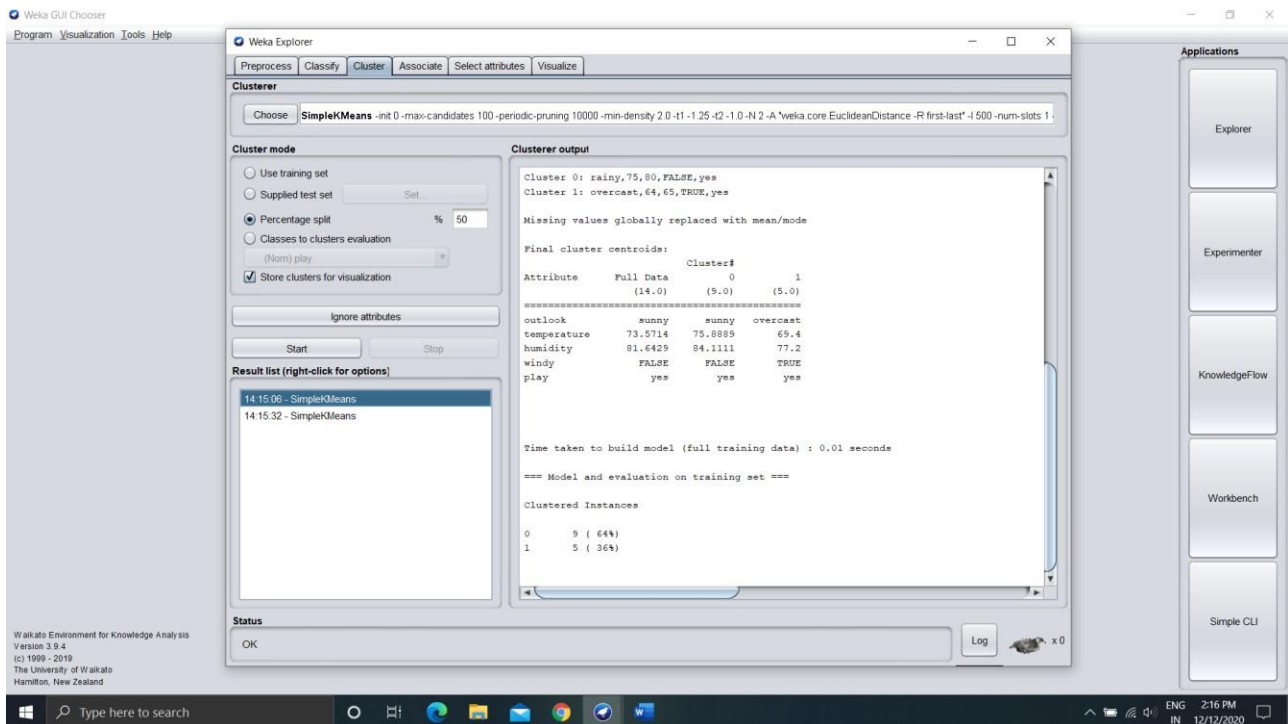 Weka GUI Chooser
Program Visualization Tools Help
Weka Explorer
Preprocess Classify Cluster Associate Select attributes Visualize
Clusterer
Choose SimpleKMeans -init 0 -max-candidates 100 -periodic-pruning 10000 -min-density 2.0 -t1 -1.25 -t2 -1.0 -N 2 -A "weka.core.EuclideanDistance -R first-last" -I 500 -num-slots 1
Cluster mode
Use training set
Supplied test set Set...
Percentage split % 50
Classes to clusters evaluation
(Nom) play
Store clusters for visualization
Ignore attributes
Start Stop
Result list (right-click for options)
14:15:06 - SimpleKMeans
14:15:32 - SimpleKMeans
Clusterer output
Cluster 0: rainy,75,80,FALSE,yes
Cluster 1: overcast,64,65,TRUE,yes
Missing values globally replaced with mean/mode
Final cluster centroids:
Cluster#
Attribute Full Data 0 1
(14.0) (9.0) (5.0)
==============================================
outlook sunny sunny overcast
temperature 73.5714 75.8889 69.4
humidity 81.6429 84.1111 77.2
windy FALSE FALSE TRUE
play yes yes yes
Time taken to build model (full training data) : 0.01 seconds
=== Model and evaluation on training set ===
Clustered Instances
0 9 ( 64%)
1 5 ( 36%)
Status
OK
Log x 0
Applications
Explorer
Experimenter
KnowledgeFlow
Workbench
Simple CLI
Waikato Environment for Knowledge Analysis
Version 3.9.4
(c) 1999 - 2019
The University of Waikato
Hamilton, New Zealand
Type here to search
ENG 2:16 PM
IN 12/12/2020